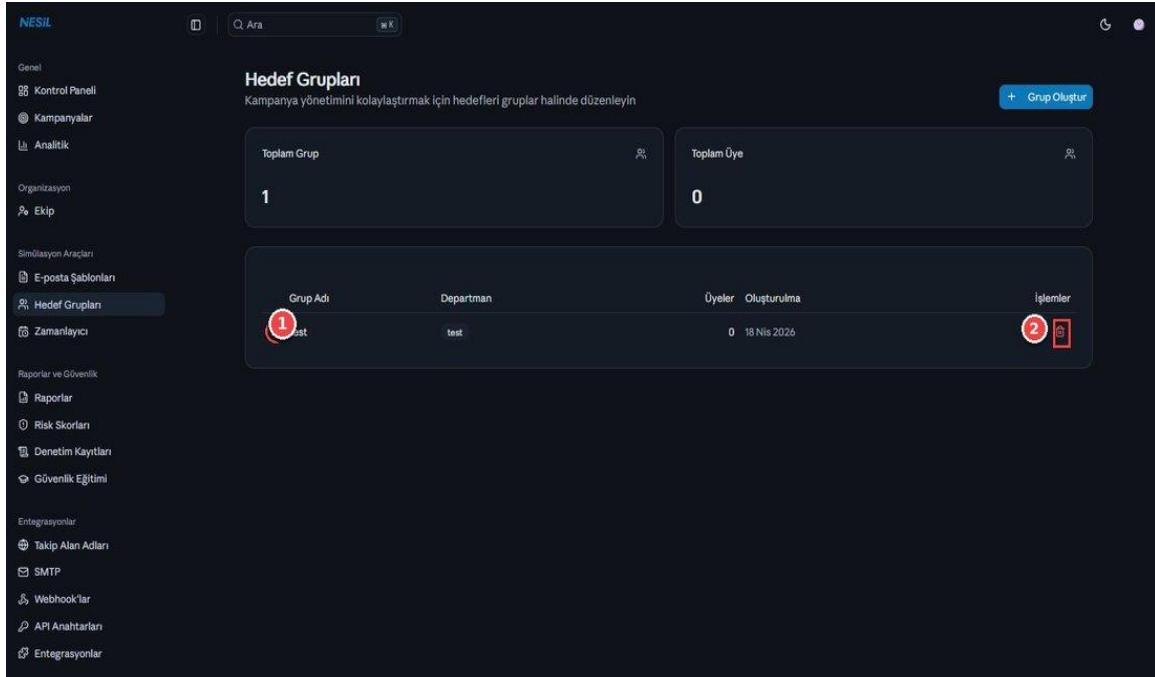 NESİL
Ara
⌘ K
Genel
Kontrol Paneli
Kampanyalar
Analitik
Organizasyon
Ekip
Simülasyon Araçları
E-posta Şablonları
Hedef Grupları
Zamanlayıcı
Raporlar ve Güvenlik
Raporlar
Risk Skorları
Denetim Kayıtları
Güvenlik Eğitimi
Entegrasyonlar
Takip Alan Adları
SMTP
Webhook'lar
API Anahtarları
Entegrasyonlar
Hedef Grupları
Kampanya yönetimini kolaylaştırmak için hedefleri gruplar halinde düzenleyin
+ Grup Oluştur
Toplam Grup
1
Toplam Üye
0
Grup Adı Departman Üyeler Oluşturulma İşlemler
1 test 0 18 Nis 2026 2